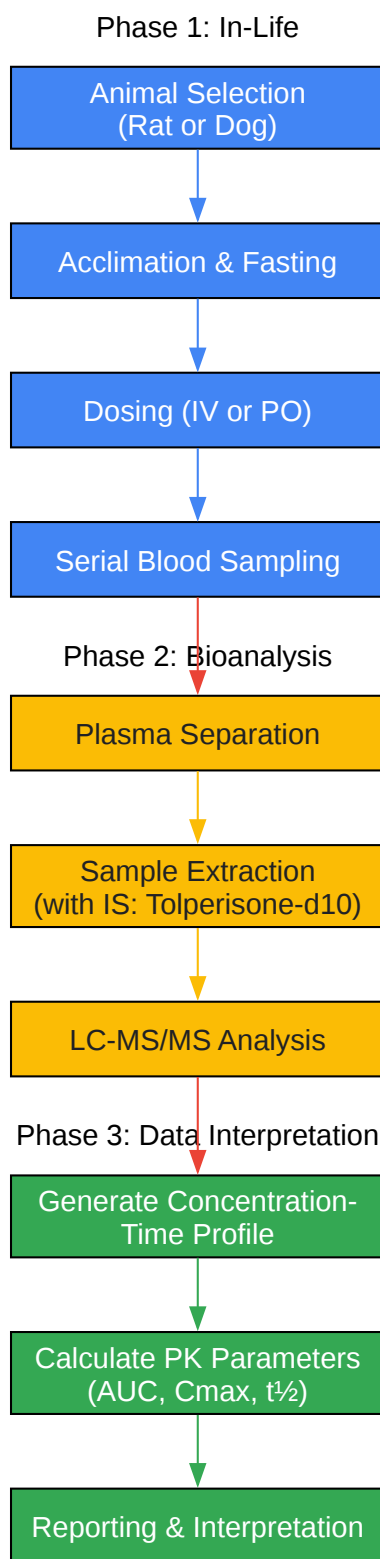 Phase 1: In-Life
Animal Selection
(Rat or Dog)
Acclimation & Fasting
Dosing (IV or PO)
Serial Blood Sampling
Phase 2: Bioanalysis
Plasma Separation
Sample Extraction
(with IS: Tolperisone-d10)
LC-MS/MS Analysis
Phase 3: Data Interpretation
Generate Concentration-
Time Profile
Calculate PK Parameters
(AUC, Cmax, t½)
Reporting & Interpretation